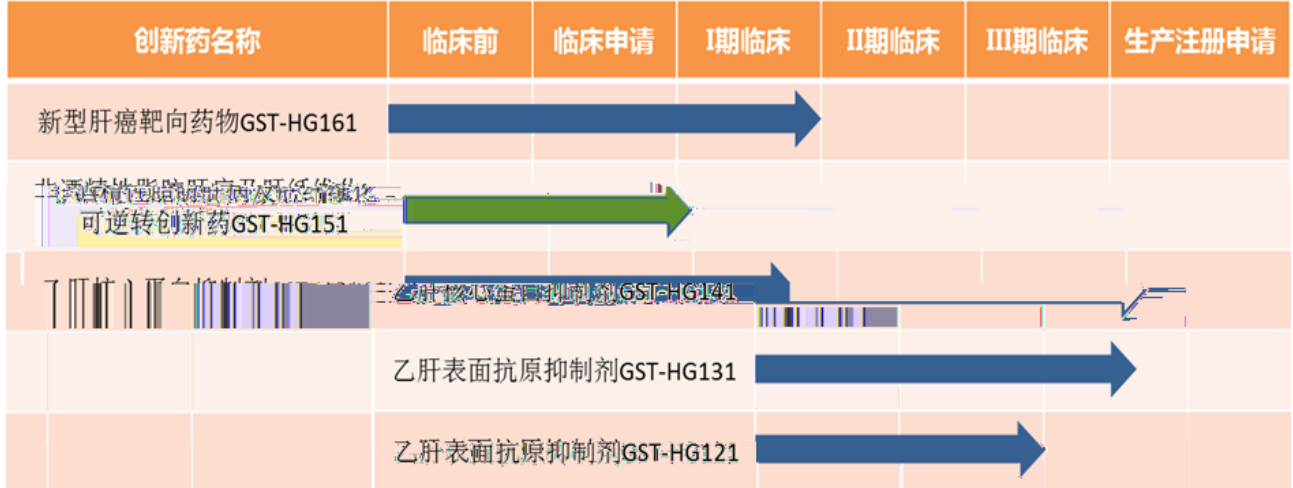 创新药名称 临床前 临床申请 I期临床 II期临床 III期临床 生产注册申请
新型肝癌靶向药物GST-HG161
可逆转创新药GST-HG151
乙肝核心蛋白抑制剂GST-HG141
乙肝表面抗原抑制剂GST-HG131
乙肝表面抗原抑制剂GST-HG121